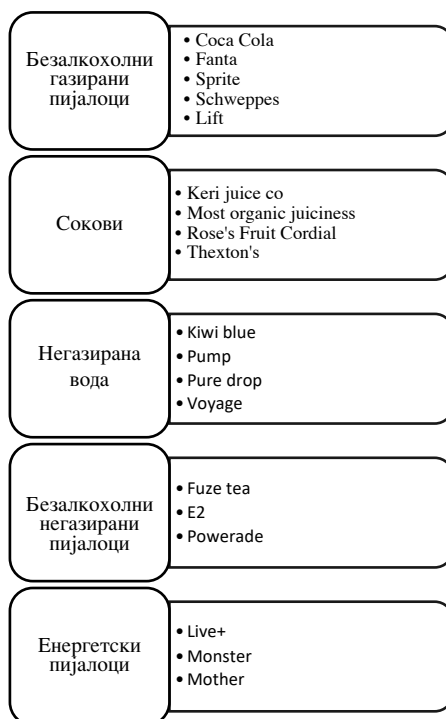 Безалкохолни
газирани
пијалоци
• Coca Cola
• Fanta
• Sprite
• Schweppes
• Lift
Сокови
• Keri juice co
• Most organic juiciness
• Rose's Fruit Cordial
• Thexton's
Негазирана
вода
• Kiwi blue
• Pump
• Pure drop
• Voyage
Безалкохолни
негазирани
пијалоци
• Fuze tea
• E2
• Powerade
Енергетски
пијалоци
• Live+
• Monster
• Mother